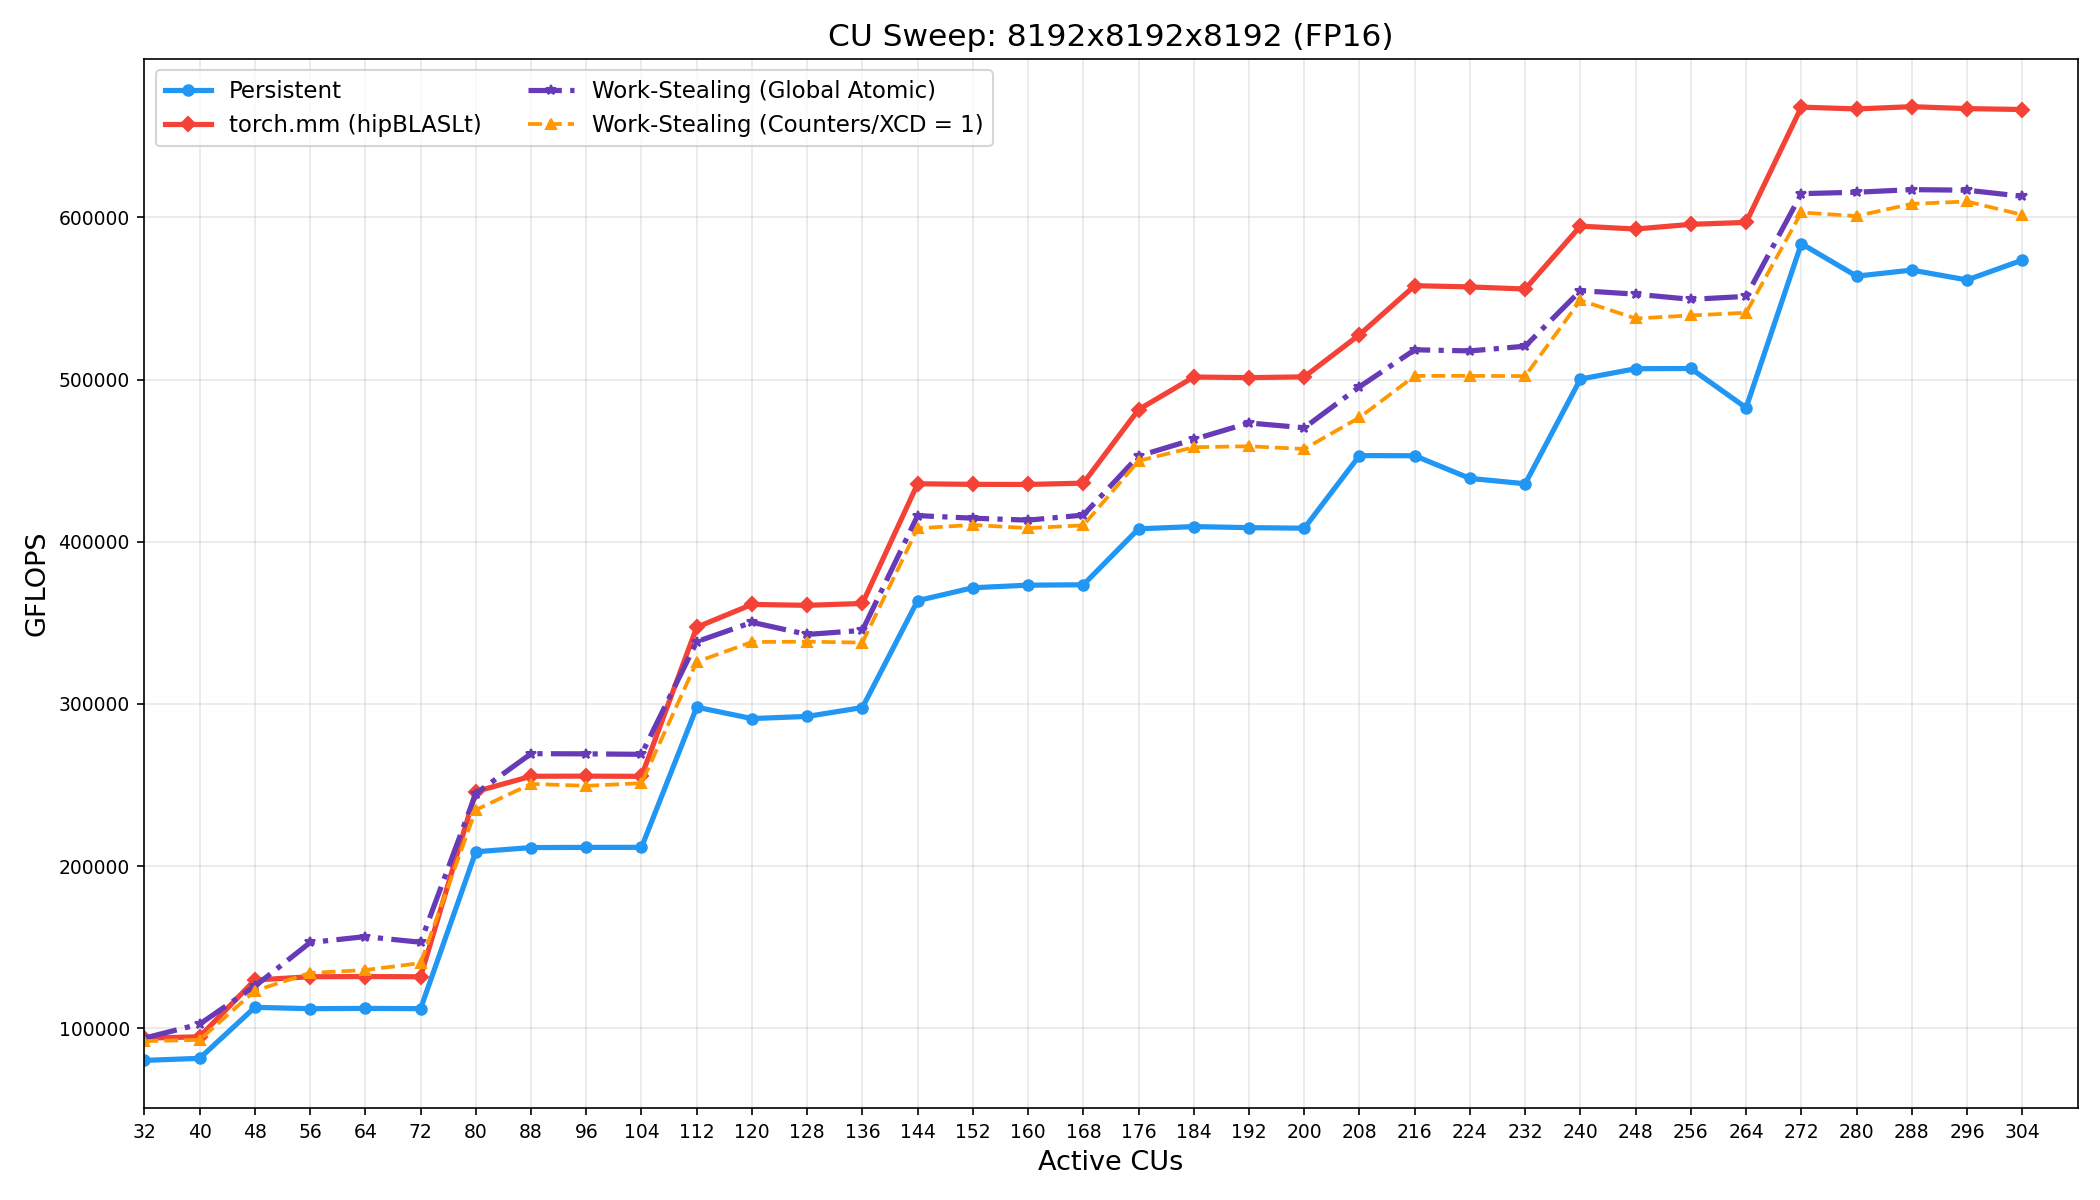 CU Sweep: 8192x8192x8192 (FP16)
Persistent
torch.mm (hipBLASLt)
Work-Stealing (Global Atomic)
Work-Stealing (Counters/XCD = 1)
GFLOPS
600000
500000
400000
300000
200000
100000
32 40 48 56 64 72 80 88 96 104 112 120 128 136 144 152 160 168 176 184 192 200 208 216 224 232 240 248 256 264 272 280 288 296 304
Active CUs